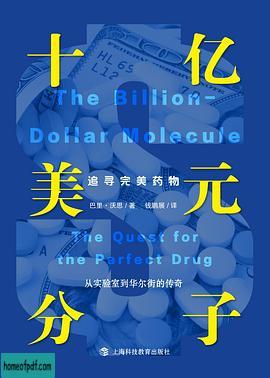 十亿
The Billion-
Dollar Molecule
美元
追寻完美药物
巴里·沃思 | 著 钱鹏展 | 译
The Quest for
the Perfect Drug
从实验室到华尔街的传奇
分子
上海科技教育出版社
homeofpdf.com